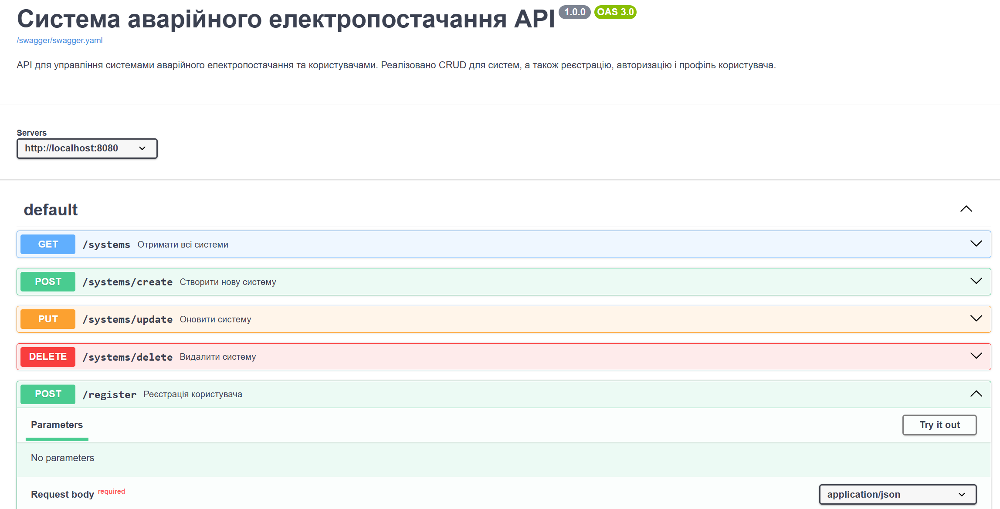 Система аварійного електропостачання API 1.0.0 OAS 3.0
/swagger/swagger.yaml
API для управління системами аварійного електропостачання та користувачами. Реалізовано CRUD для систем, а також реєстрацію, авторизацію і профіль користувача.
Servers
http://localhost:8080
default
GET /systems Отримати всі системи
POST /systems/create Створити нову систему
PUT /systems/update Оновити систему
DELETE /systems/delete Видалити систему
POST /register Реєстрація користувача
Parameters Try it out
No parameters
Request body required application/json